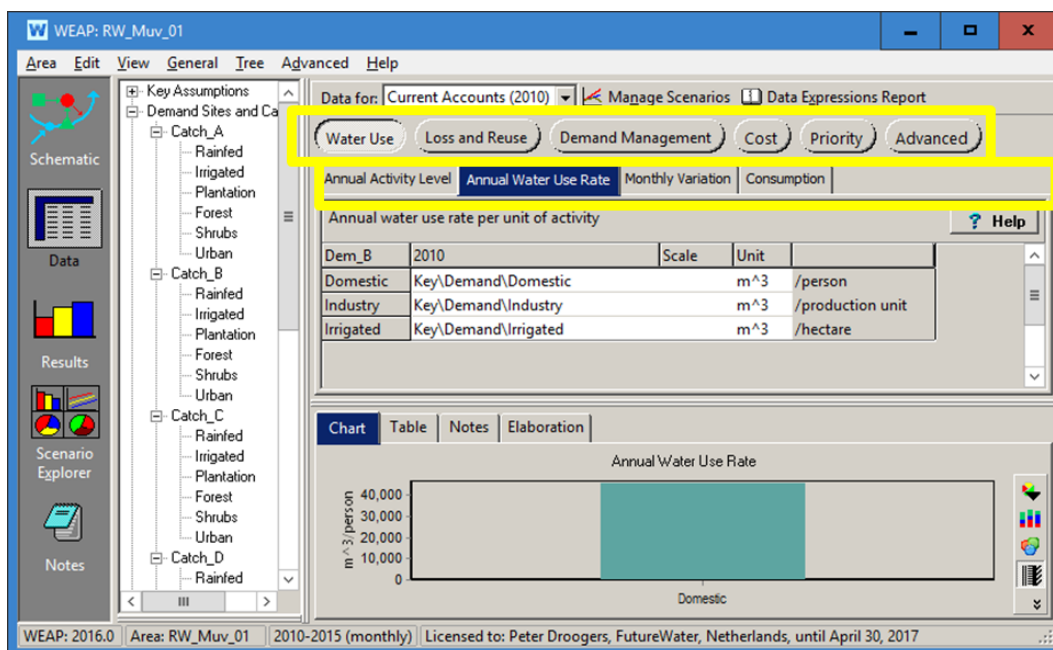 WEAP: RW_Muv_01
Area Edit View General Tree Advanced Help
Schematic
Data
Results
Scenario Explorer
Notes
Key Assumptions
Demand Sites and Ca
Catch_A
Rainfed
Irrigated
Plantation
Forest
Shrubs
Urban
Catch_B
Rainfed
Irrigated
Plantation
Forest
Shrubs
Urban
Catch_C
Rainfed
Irrigated
Plantation
Forest
Shrubs
Urban
Catch_D
Rainfed
Data for: Current Accounts (2010) Manage Scenarios Data Expressions Report
Water Use Loss and Reuse Demand Management Cost Priority Advanced
Annual Activity Level Annual Water Use Rate Monthly Variation Consumption
Annual water use rate per unit of activity ? Help
Dem_B 2010 Scale Unit
Domestic Key\Demand\Domestic m^3 /person
Industry Key\Demand\Industry m^3 /production unit
Irrigated Key\Demand\Irrigated m^3 /hectare
Chart Table Notes Elaboration
Annual Water Use Rate
m^3/person
40,000
30,000
20,000
10,000
0
Domestic
WEAP: 2016.0 Area: RW_Muv_01 2010-2015 (monthly) Licensed to: Peter Droogers, FutureWater, Netherlands, until April 30, 2017